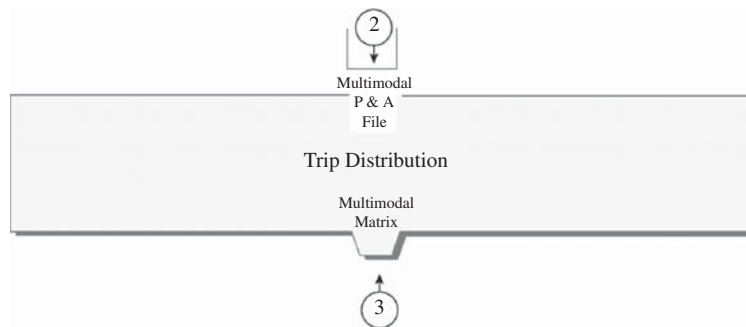 2
Multimodal
P & A
File
Trip Distribution
Multimodal
Matrix
3